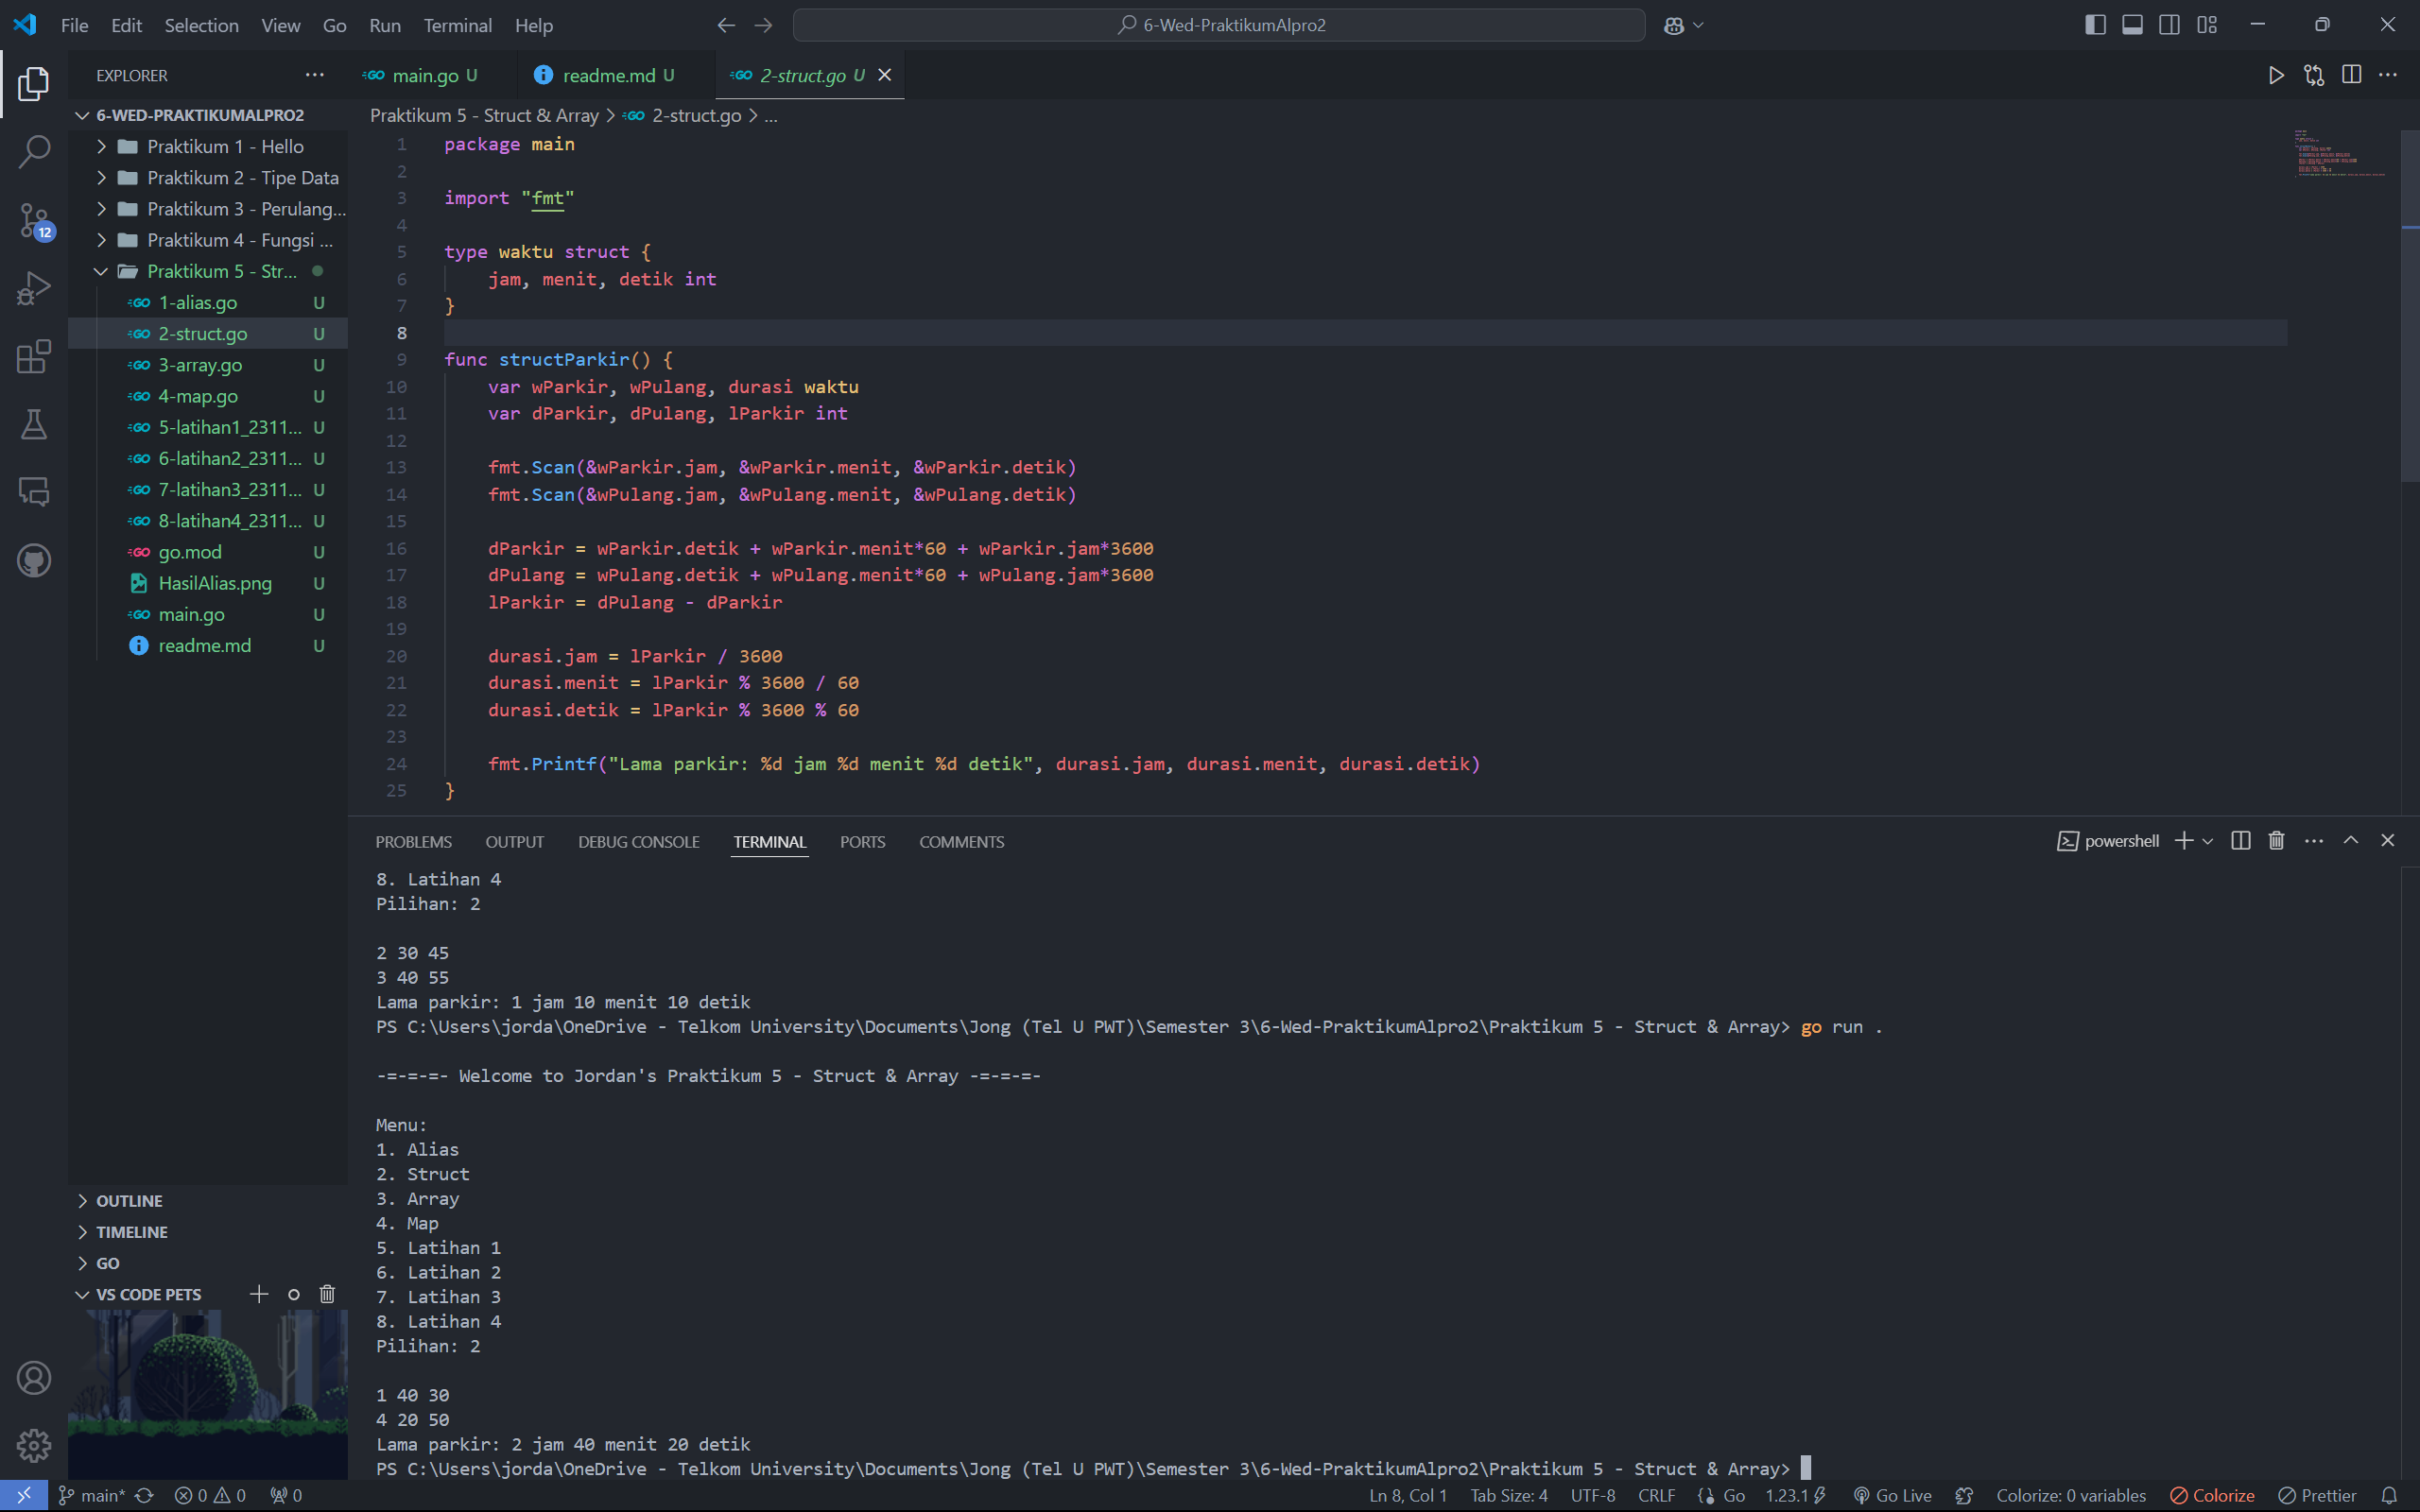 File Edit Selection View Go Run Terminal Help
6-Wed-PraktikumAlpro2
EXPLORER
main.go U
readme.md U
2-struct.go U
6-WED-PRAKTIKUMALPRO2
Praktikum 1 - Hello
Praktikum 2 - Tipe Data
Praktikum 3 - Perulang...
Praktikum 4 - Fungsi ...
Praktikum 5 - Str...
1-alias.go U
2-struct.go U
3-array.go U
4-map.go U
5-latihan1_2311... U
6-latihan2_2311... U
7-latihan3_2311... U
8-latihan4_2311... U
go.mod U
HasilAlias.png U
main.go U
readme.md U
12
OUTLINE
TIMELINE
GO
VS CODE PETS
Praktikum 5 - Struct & Array > 2-struct.go > ...
1 package main
2
3 import "fmt"
4
5 type waktu struct {
6 jam, menit, detik int
7 }
8
9 func structParkir() {
10 var wParkir, wPulang, durasi waktu
11 var dParkir, dPulang, lParkir int
12
13 fmt.Scan(&wParkir.jam, &wParkir.menit, &wParkir.detik)
14 fmt.Scan(&wPulang.jam, &wPulang.menit, &wPulang.detik)
15
16 dParkir = wParkir.detik + wParkir.menit*60 + wParkir.jam*3600
17 dPulang = wPulang.detik + wPulang.menit*60 + wPulang.jam*3600
18 lParkir = dPulang - dParkir
19
20 durasi.jam = lParkir / 3600
21 durasi.menit = lParkir % 3600 / 60
22 durasi.detik = lParkir % 3600 % 60
23
24 fmt.Printf("Lama parkir: %d jam %d menit %d detik", durasi.jam, durasi.menit, durasi.detik)
25 }
PROBLEMS OUTPUT DEBUG CONSOLE TERMINAL PORTS COMMENTS
powershell
8. Latihan 4
Pilihan: 2
2 30 45
3 40 55
Lama parkir: 1 jam 10 menit 10 detik
PS C:\Users\jorda\OneDrive - Telkom University\Documents\Jong (Tel U PWT)\Semester 3\6-Wed-PraktikumAlpro2\Praktikum 5 - Struct & Array> go run .
-=-=-=- Welcome to Jordan's Praktikum 5 - Struct & Array -=-=-=-
Menu:
1. Alias
2. Struct
3. Array
4. Map
5. Latihan 1
6. Latihan 2
7. Latihan 3
8. Latihan 4
Pilihan: 2
1 40 30
4 20 50
Lama parkir: 2 jam 40 menit 20 detik
PS C:\Users\jorda\OneDrive - Telkom University\Documents\Jong (Tel U PWT)\Semester 3\6-Wed-PraktikumAlpro2\Praktikum 5 - Struct & Array>
main* 0 0 0 Ln 8, Col 1 Tab Size: 4 UTF-8 CRLF Go 1.23.1 Go Live Colorize: 0 variables Colorize Prettier